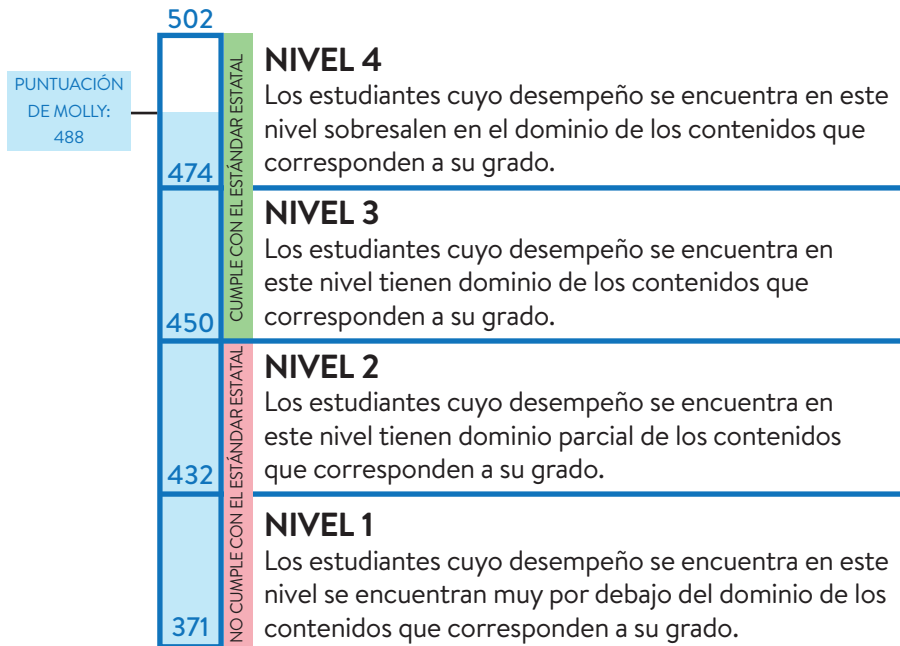 502
PUNTUACIÓN
DE MOLLY:
488
CUMPLE CON EL ESTÁNDAR ESTATAL
NIVEL 4
Los estudiantes cuyo desempeño se encuentra en este
nivel sobresalen en el dominio de los contenidos que
corresponden a su grado.
474
NIVEL 3
Los estudiantes cuyo desempeño se encuentra en
este nivel tienen dominio de los contenidos que
corresponden a su grado.
450
NO CUMPLE CON EL ESTÁNDAR ESTATAL
NIVEL 2
Los estudiantes cuyo desempeño se encuentra en
este nivel tienen dominio parcial de los contenidos
que corresponden a su grado.
432
NIVEL 1
Los estudiantes cuyo desempeño se encuentra en este
nivel se encuentran muy por debajo del dominio de los
contenidos que corresponden a su grado.
371